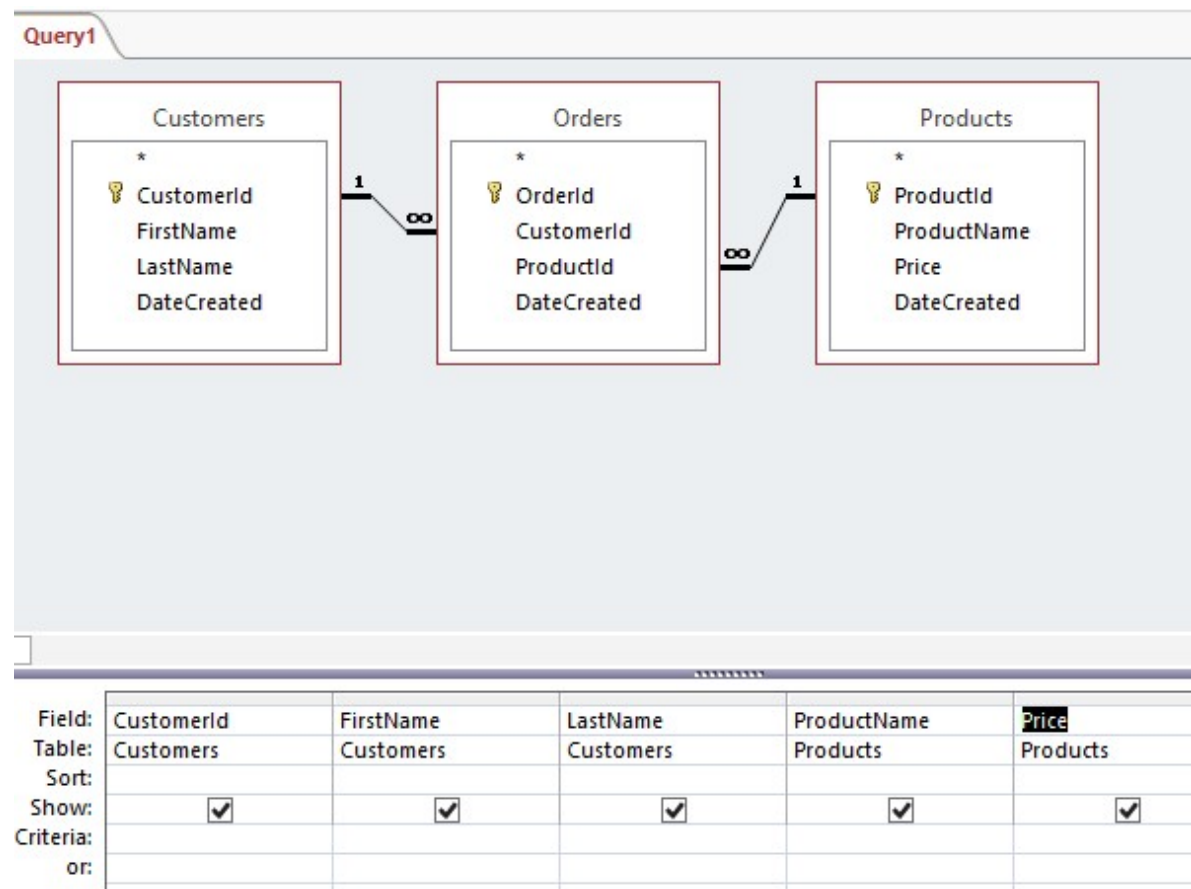 Query1
Customers
*
CustomerId
FirstName
LastName
DateCreated
1
∞
Orders
*
OrderId
CustomerId
ProductId
DateCreated
∞
1
Products
*
ProductId
ProductName
Price
DateCreated
Field: CustomerId FirstName LastName ProductName Price
Table: Customers Customers Customers Products Products
Sort:
Show:
Criteria:
or: